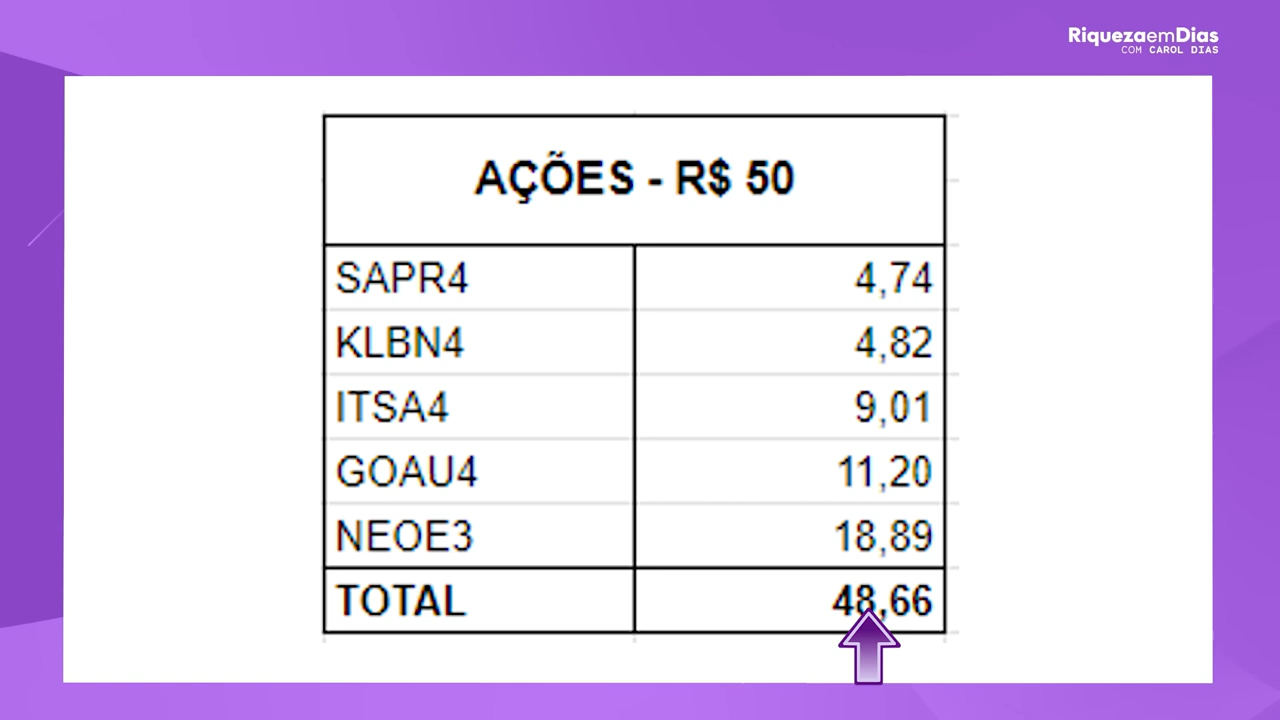 RiquezaemDias
COM CAROL DIAS
AÇÕES - R$ 50
SAPR4 4,74
KLBN4 4,82
ITSA4 9,01
GOAU4 11,20
NEOE3 18,89
TOTAL 48,66